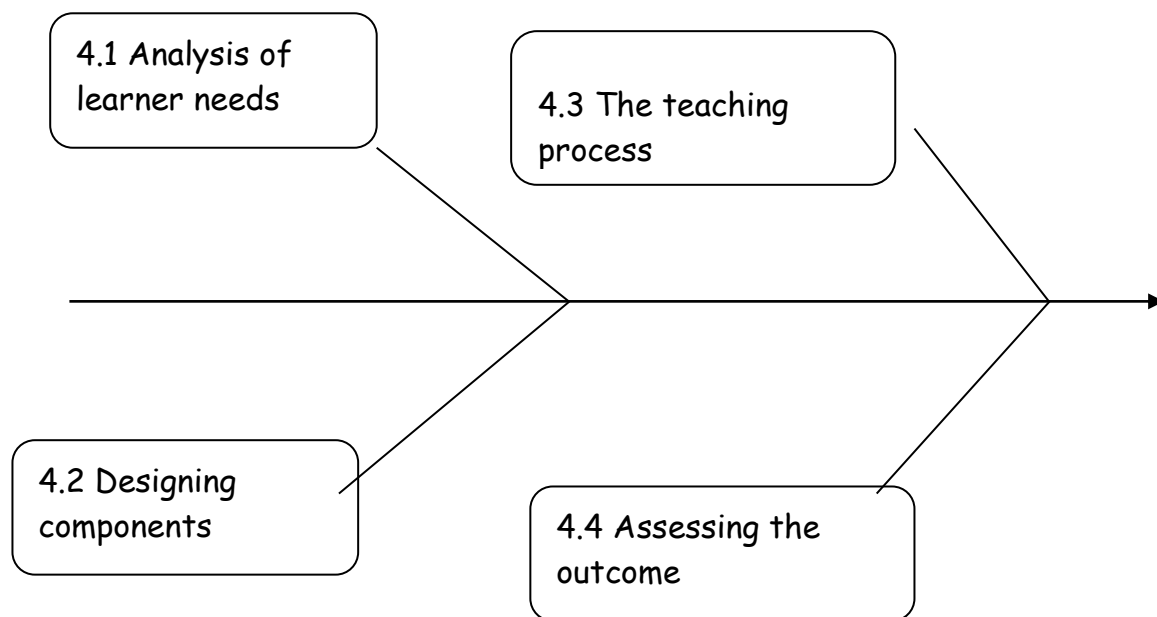 4.1 Analysis of
learner needs
4.3 The teaching
process
4.2 Designing
components
4.4 Assessing the
outcome